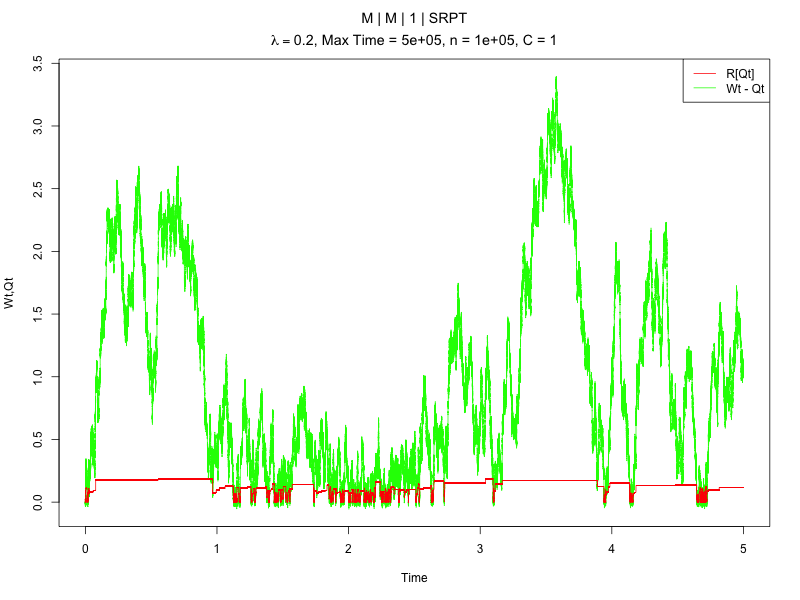 M | M | 1 | SRPT
λ = 0.2, Max Time = 5e+05, n = 1e+05, C = 1
R[Qt]
Wt - Qt
Wt,Qt
3.5
3.0
2.5
2.0
1.5
1.0
0.5
0.0
0 1 2 3 4 5
Time